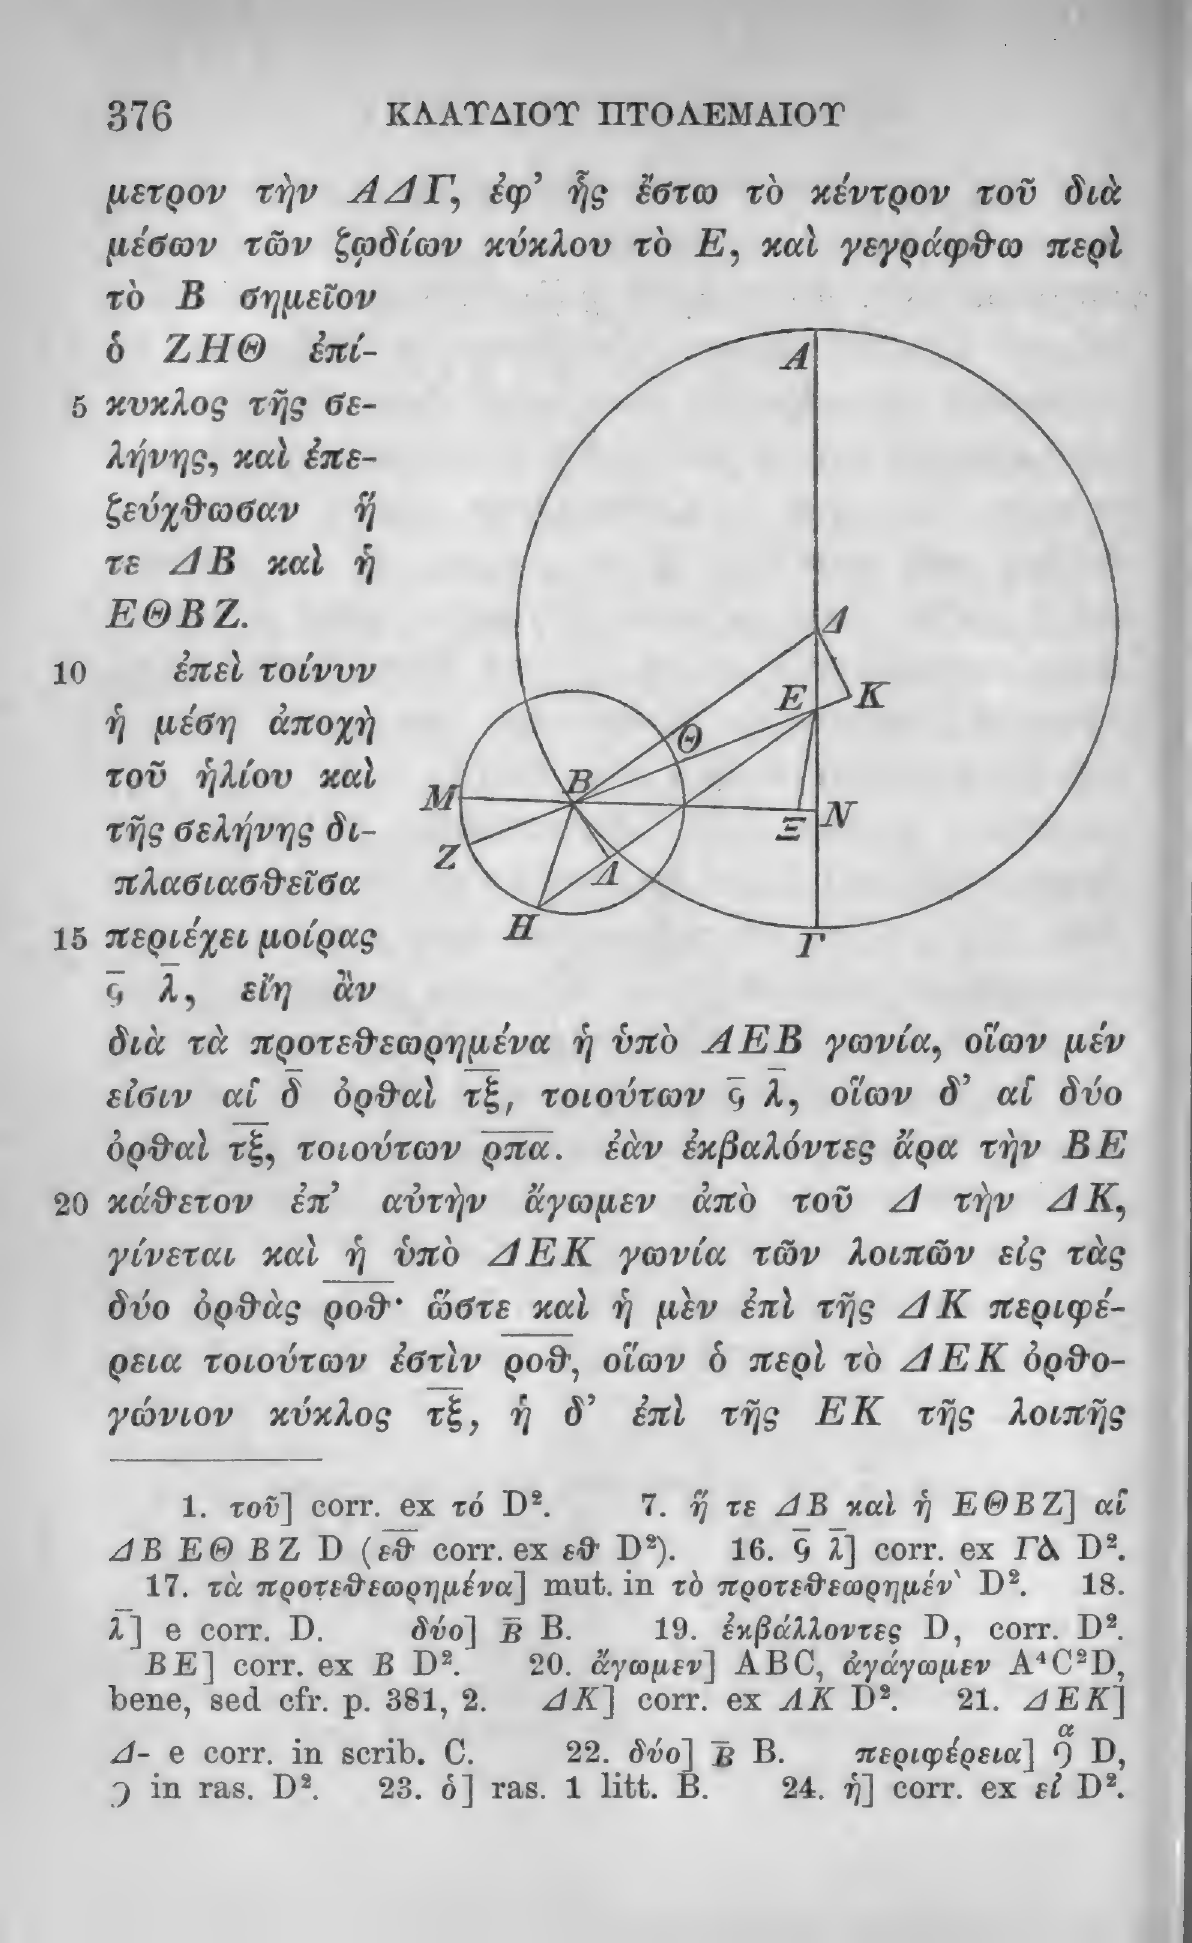 376 ΚΛΑΥΔΙΟΥ ΠΤΟΛΕΜΑΙΟΥ
μετρον τὴν ΑΔΓ, ἐφ’ ἧς ἔστω τὸ κέντρον τοῦ διὰ
μέσων τῶν ζῳδίων κύκλου τὸ Ε, καὶ γεγράφθω περὶ
τὸ Β σημεῖον
ὁ ΖΗΘ ἐπί-
5 κυκλος τῆς σε-
λήνης, καὶ ἐπε-
ζεύχθωσαν ἥ
τε ΔΒ καὶ ἡ
ΕΘΒΖ.
10 ἐπεὶ τοίνυν
ἡ μέση ἀποχὴ
τοῦ ἡλίου καὶ
τῆς σελήνης δι-
πλασιασθεῖσα
15 περιέχει μοίρας
ϟ̄ λ̄, εἴη ἂν
Α
Δ
Ε
Κ
Θ
Β
Μ
Ν
Ξ
Ζ
Λ
Η
Γ
διὰ τὰ προτεθεωρημένα ἡ ὑπὸ ΑΕΒ γωνία, οἵων μέν
εἰσιν αἱ δ̄ ὀρθαὶ τ̄ξ̄, τοιούτων ϟ̄ λ̄, οἵων δ’ αἱ δύο
ὀρθαὶ τ̄ξ̄, τοιούτων ρ̄π̄ᾱ. ἐὰν ἐκβαλόντες ἄρα τὴν ΒΕ
20 κάθετον ἐπ’ αὐτὴν ἄγωμεν ἀπὸ τοῦ Δ τὴν ΔΚ,
γίνεται καὶ ἡ ὑπὸ ΔΕΚ γωνία τῶν λοιπῶν εἰς τὰς
δύο ὀρθὰς ρ̄ο̄θ̄· ὥστε καὶ ἡ μὲν ἐπὶ τῆς ΔΚ περιφέ-
ρεια τοιούτων ἐστὶν ρ̄ο̄θ̄, οἵων ὁ περὶ τὸ ΔΕΚ ὀρθο-
γώνιον κύκλος τ̄ξ̄, ἡ δ’ ἐπὶ τῆς ΕΚ τῆς λοιπῆς
1. τοῦ] corr. ex τό D². 7. ἥ τε ΔΒ καὶ ἡ ΕΘΒΖ] αἱ
ΔΒ ΕΘ ΒΖ D (ε̄θ̄ corr. ex εθ D²). 16. ϟ̄ λ̄] corr. ex D².
17. τὰ προτεθεωρημένα] mut. in τὸ προτεθεωρημέν‵ D². 18.
λ̄] e corr. D. δύο] β̄ B. 19. ἐκβάλλοντες D, corr. D².
ΒΕ] corr. ex Β D². 20. ἄγωμεν] ABC, ἀγάγωμεν A⁴C²D,
bene, sed cfr. p. 381, 2. ΔΚ] corr. ex ΛΚ D². 21. ΔΕΚ]
Δ- e corr. in scrib. C. 22. δύο] β̄ B. περιφέρεια] D,
in ras. D². 23. ὁ] ras. 1 litt. B. 24. ἡ] corr. ex εἰ D².